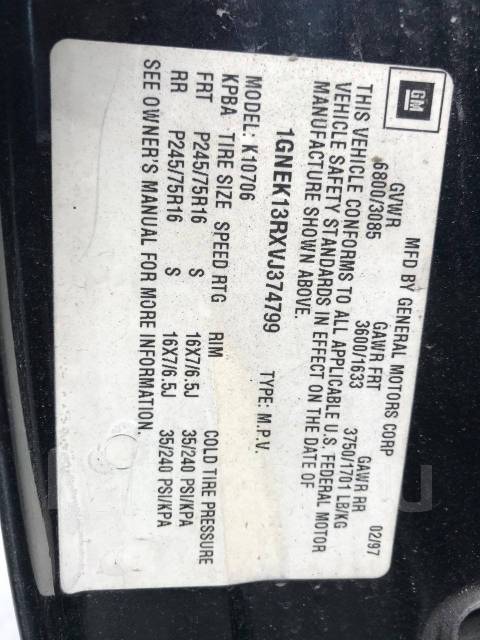 GM
MFD BY GENERAL MOTORS CORP 02/97
GVWR GAWR FRT GAWR RR
6800/3085 3600/1633 3750/1701 LB/KG
THIS VEHICLE CONFORMS TO ALL APPLICABLE U.S. FEDERAL MOTOR
VEHICLE SAFETY STANDARDS IN EFFECT ON THE DATE OF
MANUFACTURE SHOWN ABOVE.
1GNEK13RXVJ374799 TYPE: M.P.V.
MODEL: K10706
KPBA TIRE SIZE SPEED RTG RIM COLD TIRE PRESSURE
FRT P245/75R16 S 16X7/6.5J 35/240 PSI/KPA
RR P245/75R16 S 16X7/6.5J 35/240 PSI/KPA
SEE OWNER'S MANUAL FOR MORE INFORMATION.